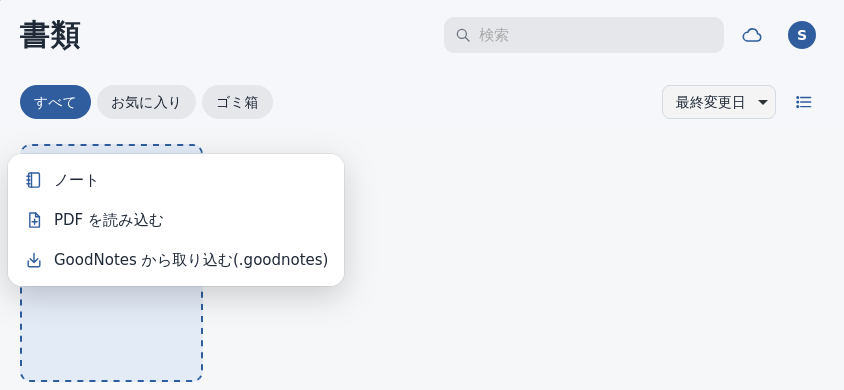 書類
検索
S
すべて
お気に入り
ゴミ箱
最終変更日
ノート
PDF を読み込む
GoodNotes から取り込む(.goodnotes)